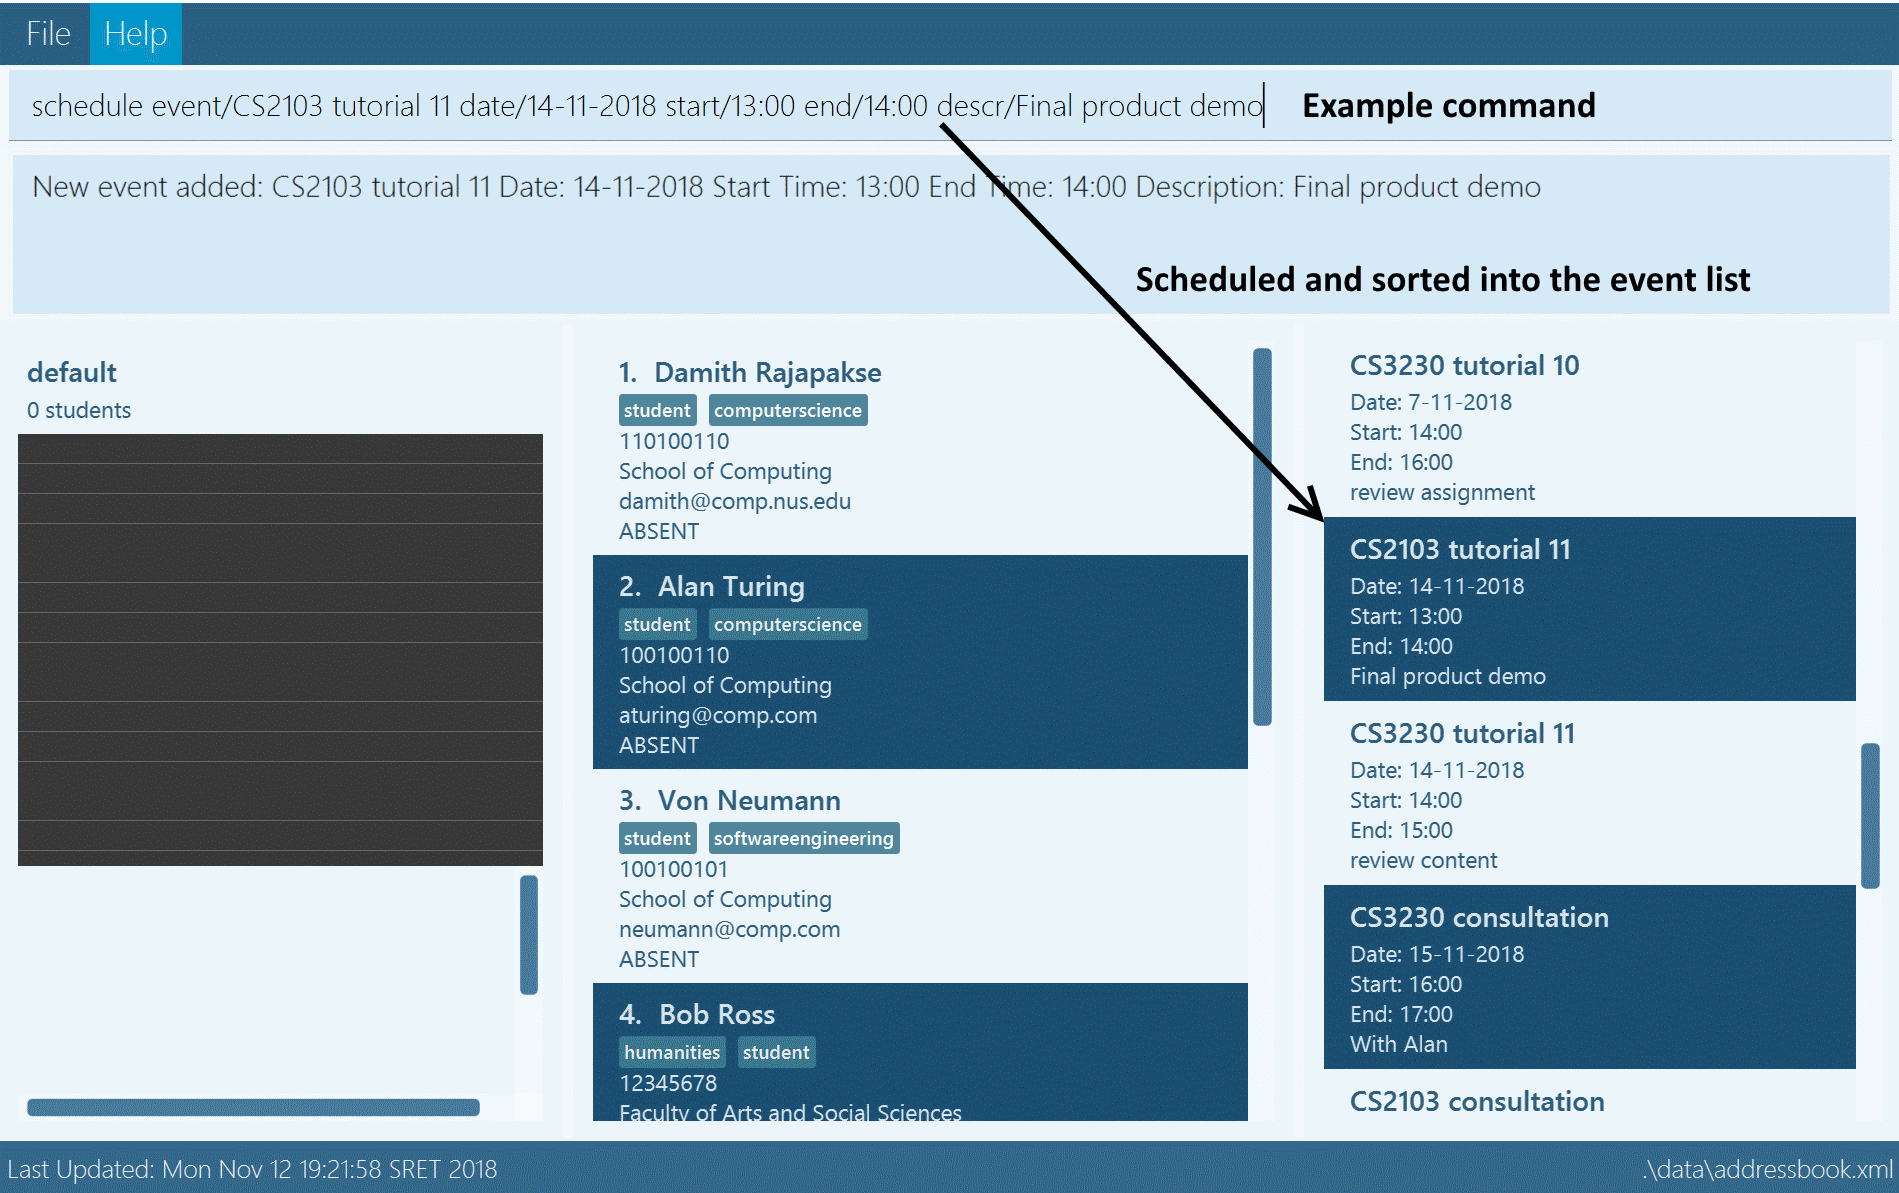 File Help
schedule event/CS2103 tutorial 11 date/14-11-2018 start/13:00 end/14:00 descr/Final product demo
Example command
New event added: CS2103 tutorial 11 Date: 14-11-2018 Start Time: 13:00 End Time: 14:00 Description: Final product demo
Scheduled and sorted into the event list
default
0 students
1. Damith Rajapakse
student computerscience
110100110
School of Computing
damith@comp.nus.edu
ABSENT
2. Alan Turing
student computerscience
100100110
School of Computing
aturing@comp.com
ABSENT
3. Von Neumann
student softwareengineering
100100101
School of Computing
neumann@comp.com
ABSENT
4. Bob Ross
humanities student
12345678
Faculty of Arts and Social Sciences
CS3230 tutorial 10
Date: 7-11-2018
Start: 14:00
End: 16:00
review assignment
CS2103 tutorial 11
Date: 14-11-2018
Start: 13:00
End: 14:00
Final product demo
CS3230 tutorial 11
Date: 14-11-2018
Start: 14:00
End: 15:00
review content
CS3230 consultation
Date: 15-11-2018
Start: 16:00
End: 17:00
With Alan
CS2103 consultation
Last Updated: Mon Nov 12 19:21:58 SRET 2018
.\data\addressbook.xml